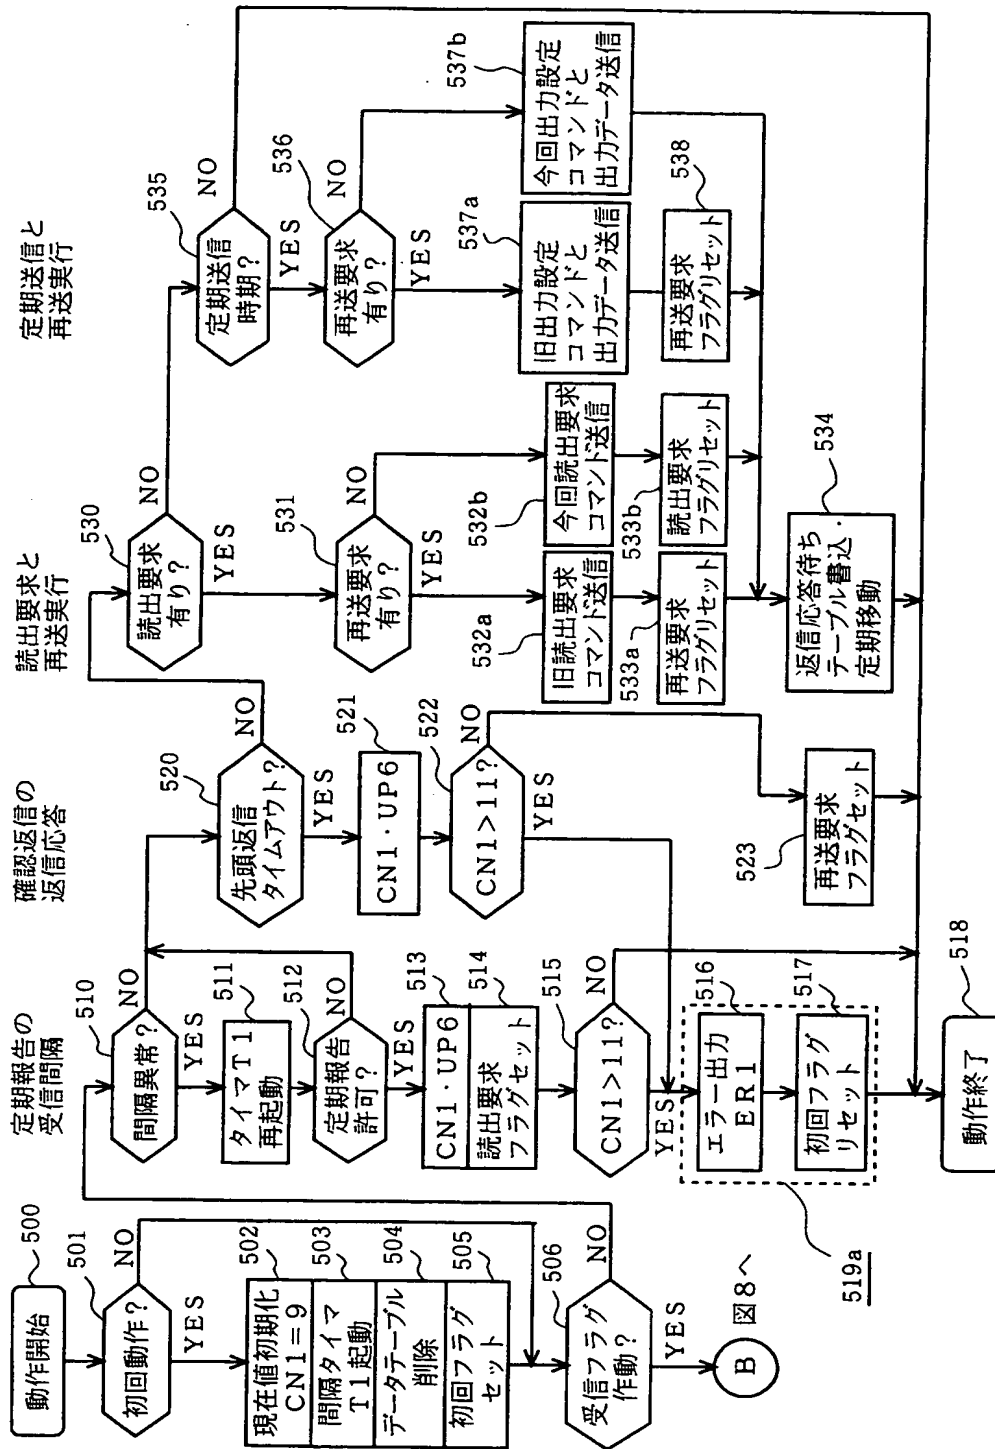 動作開始
500
初回動作?
501
NO
YES
現在値初期化
CN1=9
502
間隔タイマ
T1起動
503
データテーブル
削除
504
初回フラグ
セット
505
受信フラグ
作動?
506
NO
YES
B
図8へ
定期報告の
受信間隔
間隔異常?
510
NO
YES
タイマT1
再起動
511
定期報告
許可?
512
NO
YES
CN1・UP6
513
読出要求
フラグセット
514
CN1>11?
515
NO
YES
エラー出力
ER1
516
初回フラグ
リセット
517
519a
動作終了
518
確認返信の
返信応答
先頭返信
タイムアウト?
520
NO
YES
CN1・UP6
521
CN1>11?
522
NO
YES
再送要求
フラグセット
523
読出要求と
再送実行
読出要求
有り?
530
NO
YES
再送要求
有り?
531
NO
YES
旧読出要求
コマンド送信
532a
今回読出要求
コマンド送信
532b
再送要求
フラグリセット
533a
読出要求
フラグリセット
533b
返信応答待ち
テーブル書込・
定期移動
534
定期送信と
再送実行
定期送信
時期?
535
NO
YES
再送要求
有り?
536
NO
YES
旧出力設定
コマンドと
出力データ送信
537a
今回出力設定
コマンドと
出力データ送信
537b
再送要求
フラグリセット
538